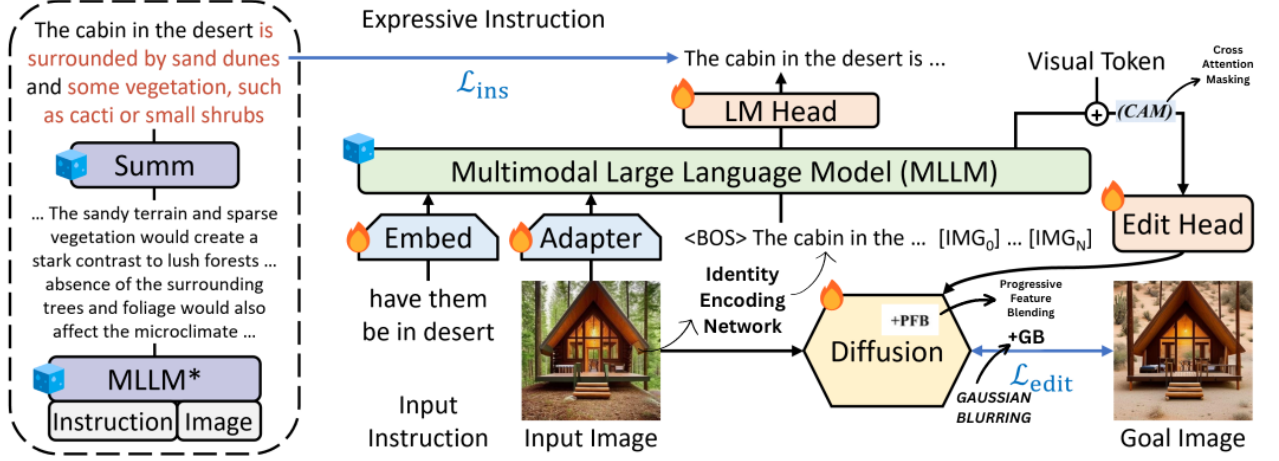 The cabin in the desert is
surrounded by sand dunes
and some vegetation, such
as cacti or small shrubs
Summ
... The sandy terrain and sparse
vegetation would create a
stark contrast to lush forests ...
absence of the surrounding
trees and foliage would also
affect the microclimate ...
MLLM*
Instruction
Image
Expressive Instruction
ℒins
The cabin in the desert is ...
LM Head
Visual Token
+
(CAM)
Cross
Attention
Masking
Multimodal Large Language Model (MLLM)
Embed
Adapter
Edit Head
<BOS> The cabin in the ... [IMG0] ... [IMGN]
have them
be in desert
Identity
Encoding
Network
+PFB
Progressive
Feature
Blending
Diffusion
+GB
ℒedit
GAUSSIAN
BLURRING
Input
Instruction
Input Image
Goal Image